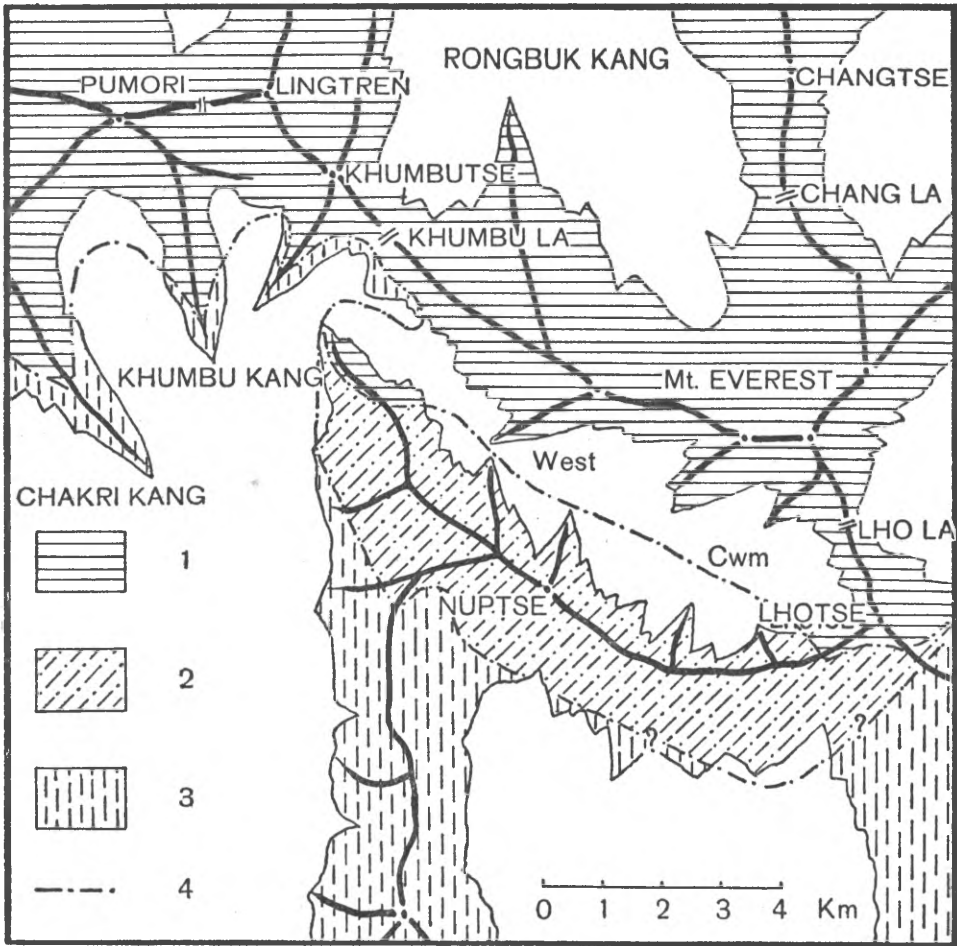 RONGBUK KANG
CHANGTSE
PUMORI
LINGTREN
KHUMBUTSE
CHANG LA
KHUMBU LA
KHUMBU KANG
Mt. EVEREST
West
CHAKRI KANG
1
LHO LA
Cwm
NUPTSE
LHOTSE
2
?
?
3
4
0 1 2 3 4 Km